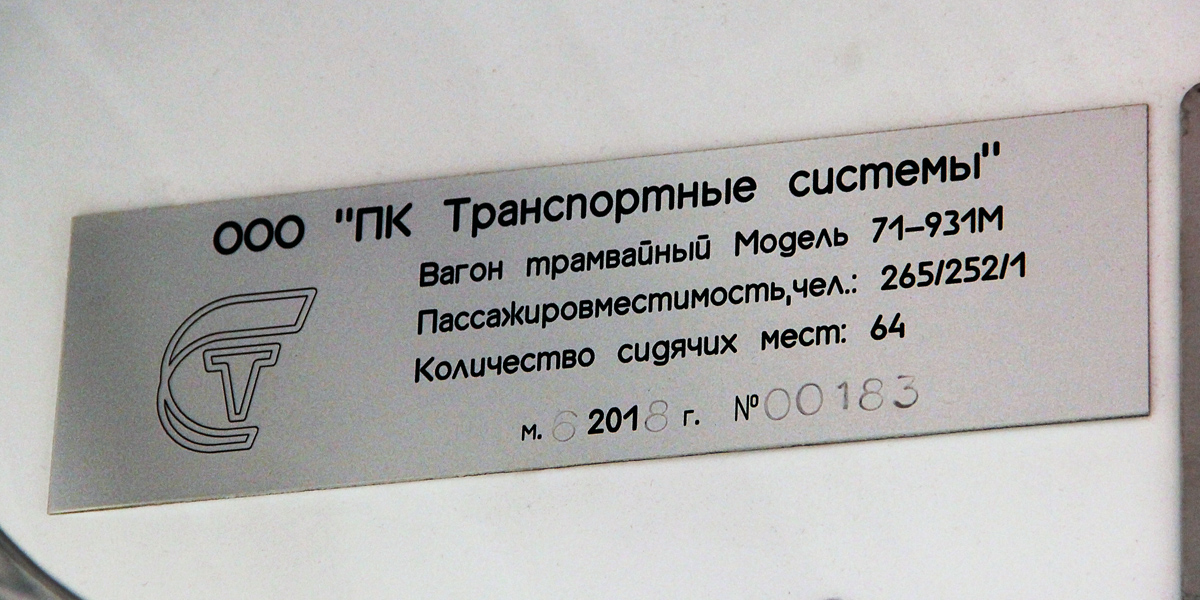 ООО "ПК Транспортные системы"
Вагон трамвайный Модель 71-931М
Пассажировместимость,чел.: 265/252/1
Количество сидячих мест: 64
м. 6 2018 г. №00183
СТ